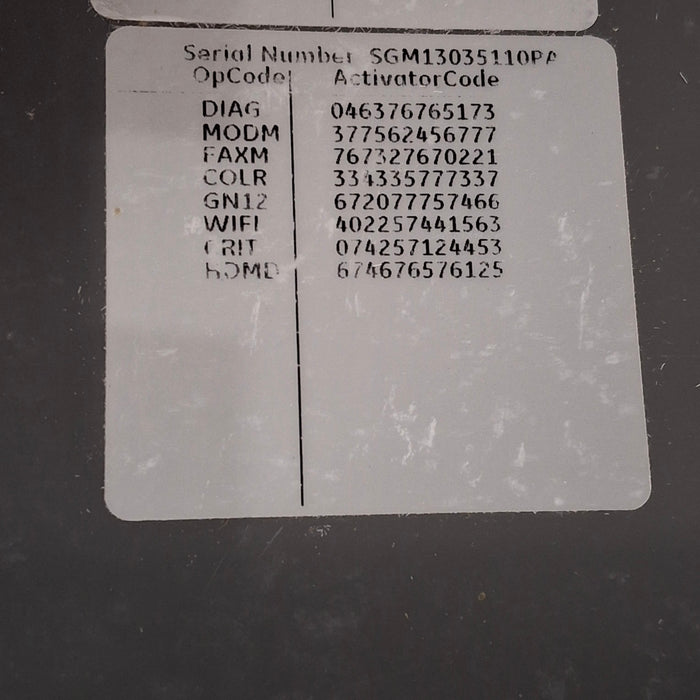 Serial Number SGM13035110PA
OpCode ActivatorCode
DIAG 046376765173
MODM 377562456777
FAXM 767327670221
COLR 334335777337
GN12 672077757466
WIFI 402257441563
CRIT 074257124453
674676576125